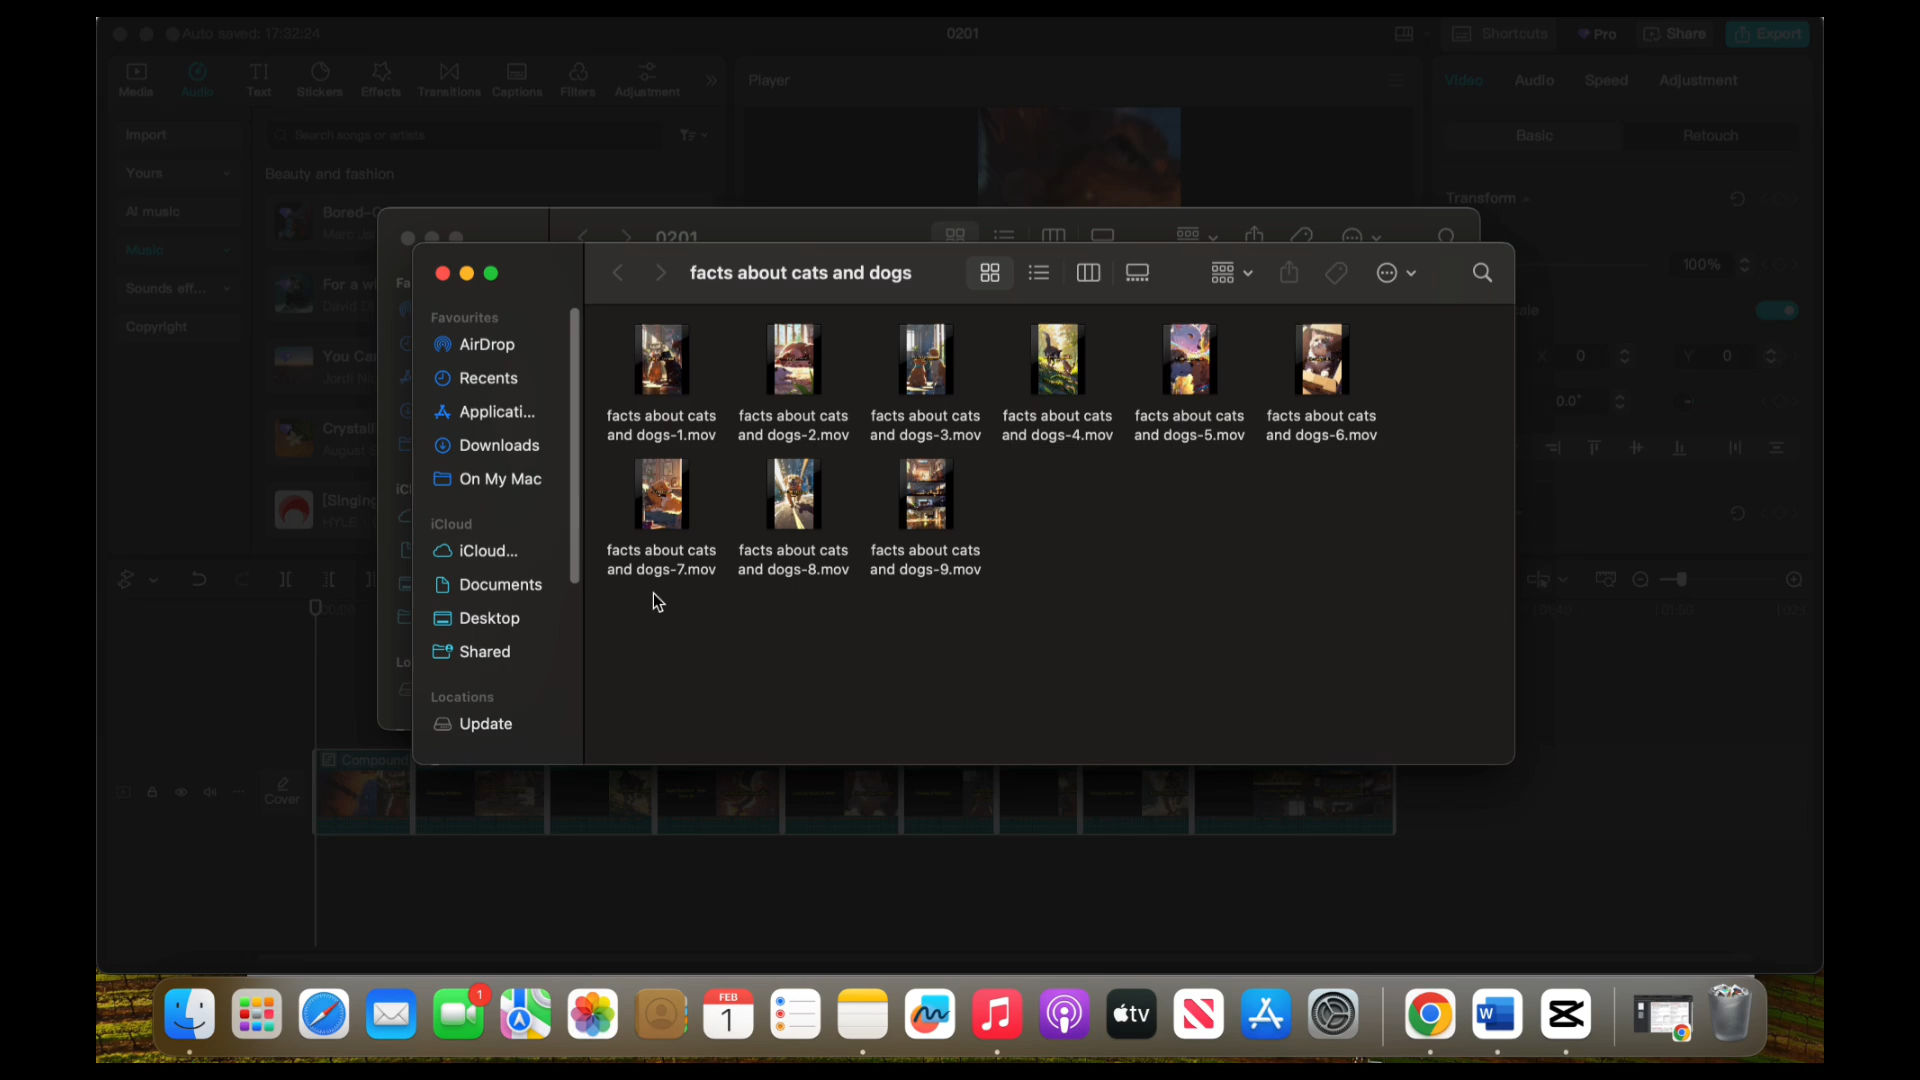 Auto saved: 17:32:24
0201
Shortcuts
Pro
Share
Export
Media
Audio
Text
Stickers
Effects
Transitions
Captions
Filters
Adjustment
Player
Video
Audio
Speed
Adjustment
Import
Search songs or artists
Basic
Retouch
Yours
Beauty and fashion
Transform
AI music
Music
Sounds eff...
Copyright
0201
100%
X 0
Y 0
0.0°
facts about cats and dogs
Favourites
AirDrop
Recents
Applicati...
Downloads
On My Mac
iCloud
iCloud...
Documents
Desktop
Shared
Locations
Update
facts about cats
and dogs-1.mov
facts about cats
and dogs-2.mov
facts about cats
and dogs-3.mov
facts about cats
and dogs-4.mov
facts about cats
and dogs-5.mov
facts about cats
and dogs-6.mov
facts about cats
and dogs-7.mov
facts about cats
and dogs-8.mov
facts about cats
and dogs-9.mov
Compound
Cover
1
FEB
1
tv
W